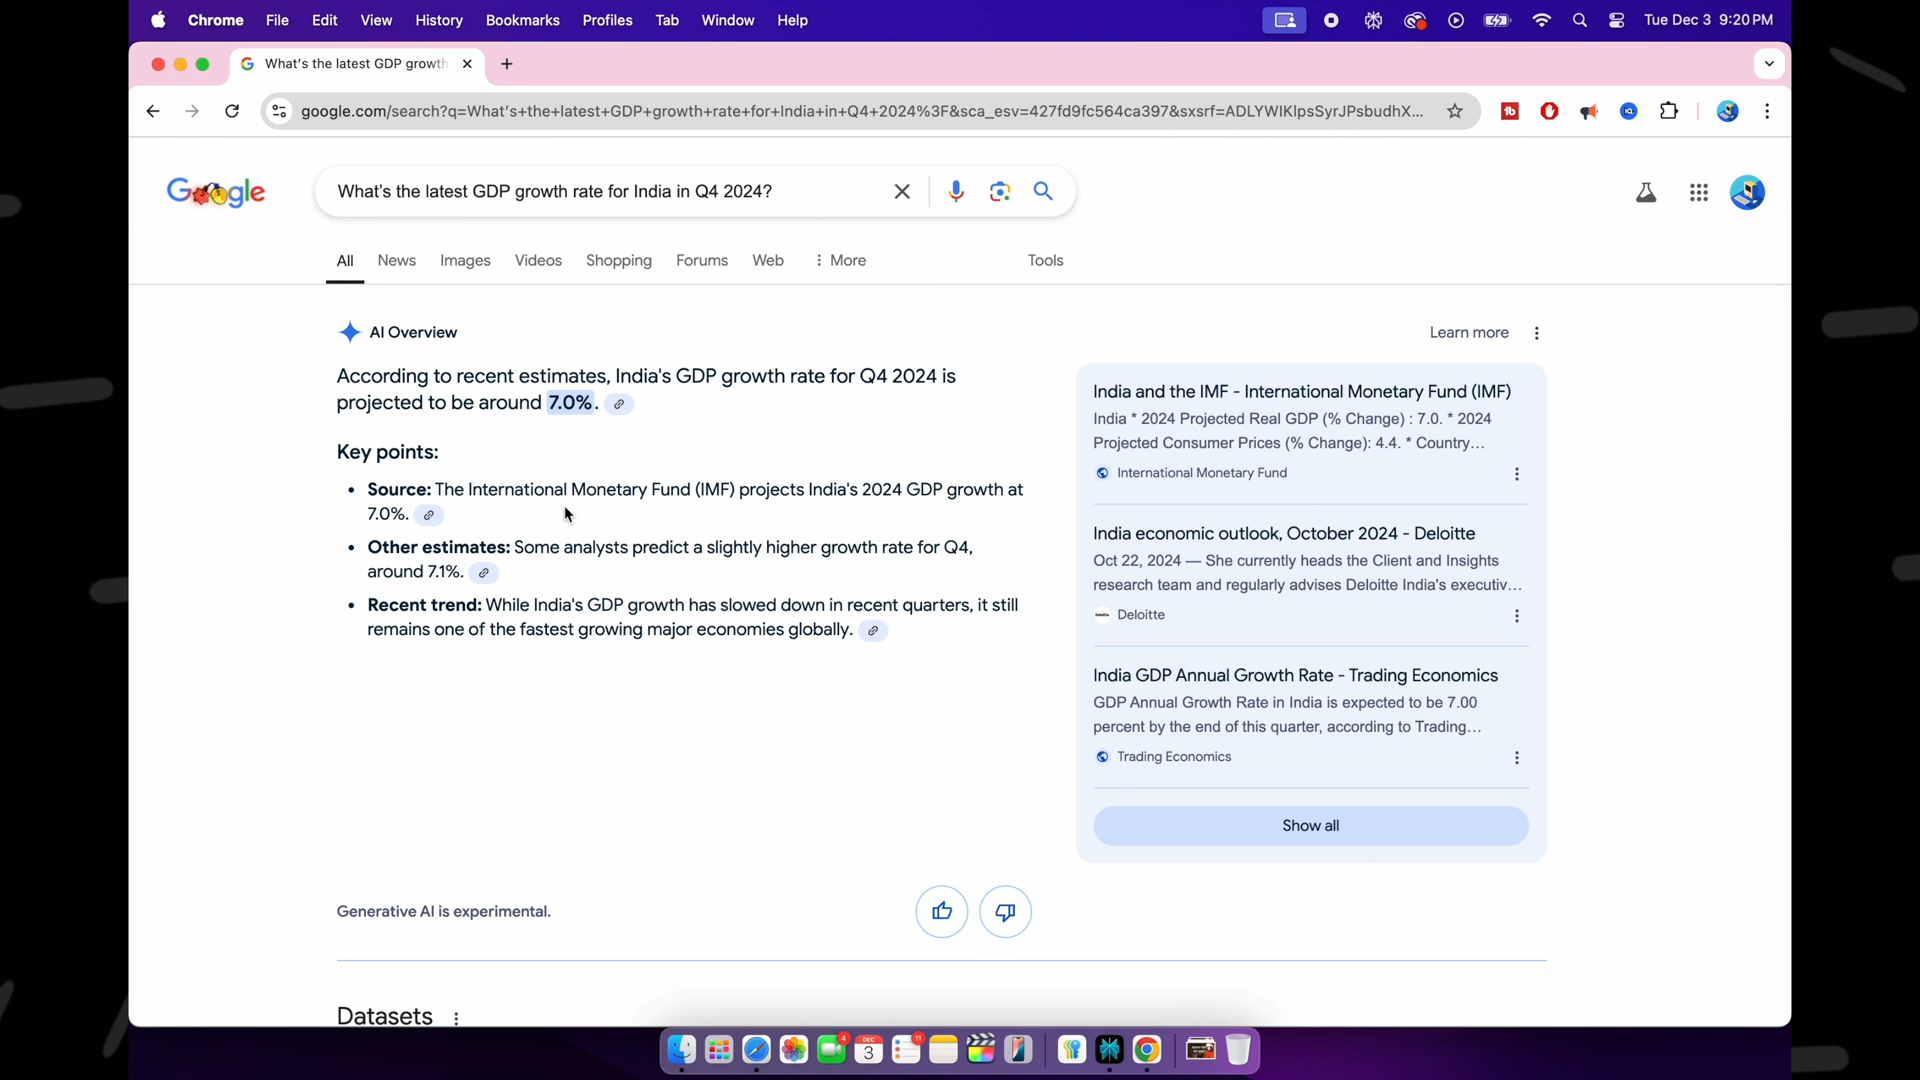 Chrome File Edit View History Bookmarks Profiles Tab Window Help Tue Dec 3 9:20 PM
What's the latest GDP growth
google.com/search?q=What's+the+latest+GDP+growth+rate+for+India+in+Q4+2024%3F&sca_esv=427fd9fc564ca397&sxsrf=ADLYWIKlpsSyrJPsbudhX...
Google What's the latest GDP growth rate for India in Q4 2024?
All News Images Videos Shopping Forums Web More Tools
AI Overview Learn more
According to recent estimates, India's GDP growth rate for Q4 2024 is
projected to be around 7.0%.
Key points:
• Source: The International Monetary Fund (IMF) projects India's 2024 GDP growth at
7.0%.
• Other estimates: Some analysts predict a slightly higher growth rate for Q4,
around 7.1%.
• Recent trend: While India's GDP growth has slowed down in recent quarters, it still
remains one of the fastest growing major economies globally.
India and the IMF - International Monetary Fund (IMF)
India * 2024 Projected Real GDP (% Change) : 7.0. * 2024
Projected Consumer Prices (% Change): 4.4. * Country...
International Monetary Fund
India economic outlook, October 2024 - Deloitte
Oct 22, 2024 — She currently heads the Client and Insights
research team and regularly advises Deloitte India's executiv...
Deloitte
India GDP Annual Growth Rate - Trading Economics
GDP Annual Growth Rate in India is expected to be 7.00
percent by the end of this quarter, according to Trading...
Trading Economics
Show all
Generative AI is experimental.
Datasets
4 DEC 3 11